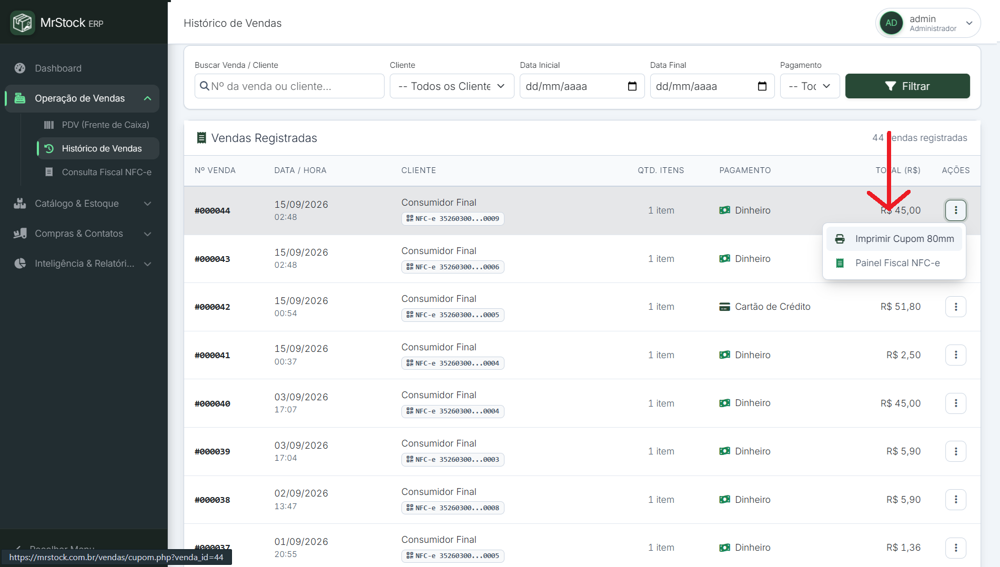 MrStock ERP
Histórico de Vendas
AD
admin
Administrador
Dashboard
Operação de Vendas
PDV (Frente de Caixa)
Histórico de Vendas
Consulta Fiscal NFC-e
Catálogo & Estoque
Compras & Contatos
Inteligência & Relatóri...
https://mrstock.com.br/vendas/cupom.php?venda_id=44
Buscar Venda / Cliente
Cliente
Data Inicial
Data Final
Pagamento
Nº da venda ou cliente...
-- Todos os Cliente
dd/mm/aaaa
dd/mm/aaaa
-- Toc
Filtrar
Vendas Registradas
44 vendas registradas
Nº VENDA DATA / HORA CLIENTE QTD. ITENS PAGAMENTO TOTAL (R$) AÇÕES
#000044 15/09/2026 Consumidor Final 1 item Dinheiro R$ 45,00
02:48 NFC-e 35260300...0009
Imprimir Cupom 80mm
Painel Fiscal NFC-e
#000043 15/09/2026 Consumidor Final 1 item Dinheiro
02:48 NFC-e 35260300...0006
#000042 15/09/2026 Consumidor Final 1 item Cartão de Crédito R$ 51,80
00:54 NFC-e 35260300...0005
#000041 15/09/2026 Consumidor Final 1 item Dinheiro R$ 2,50
00:37 NFC-e 35260300...0004
#000040 03/09/2026 Consumidor Final 1 item Dinheiro R$ 45,00
17:07 NFC-e 35260300...0004
#000039 03/09/2026 Consumidor Final 1 item Dinheiro R$ 5,90
17:04 NFC-e 35260300...0003
#000038 02/09/2026 Consumidor Final 1 item Dinheiro R$ 5,90
13:47 NFC-e 35260300...0008
#000037 01/09/2026 Consumidor Final 1 item Dinheiro R$ 1,36
20:55 NFC-e 35260300...0005